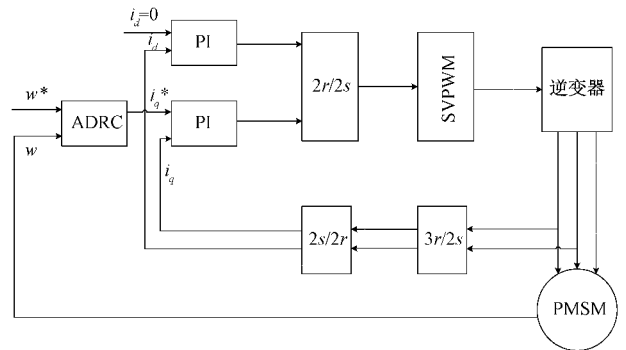 i_d=0
i_d
PI
2r/2s
SVPWM
逆变器
w*
ADRC
i_q*
PI
w
i_q
2s/2r
3r/2s
PMSM